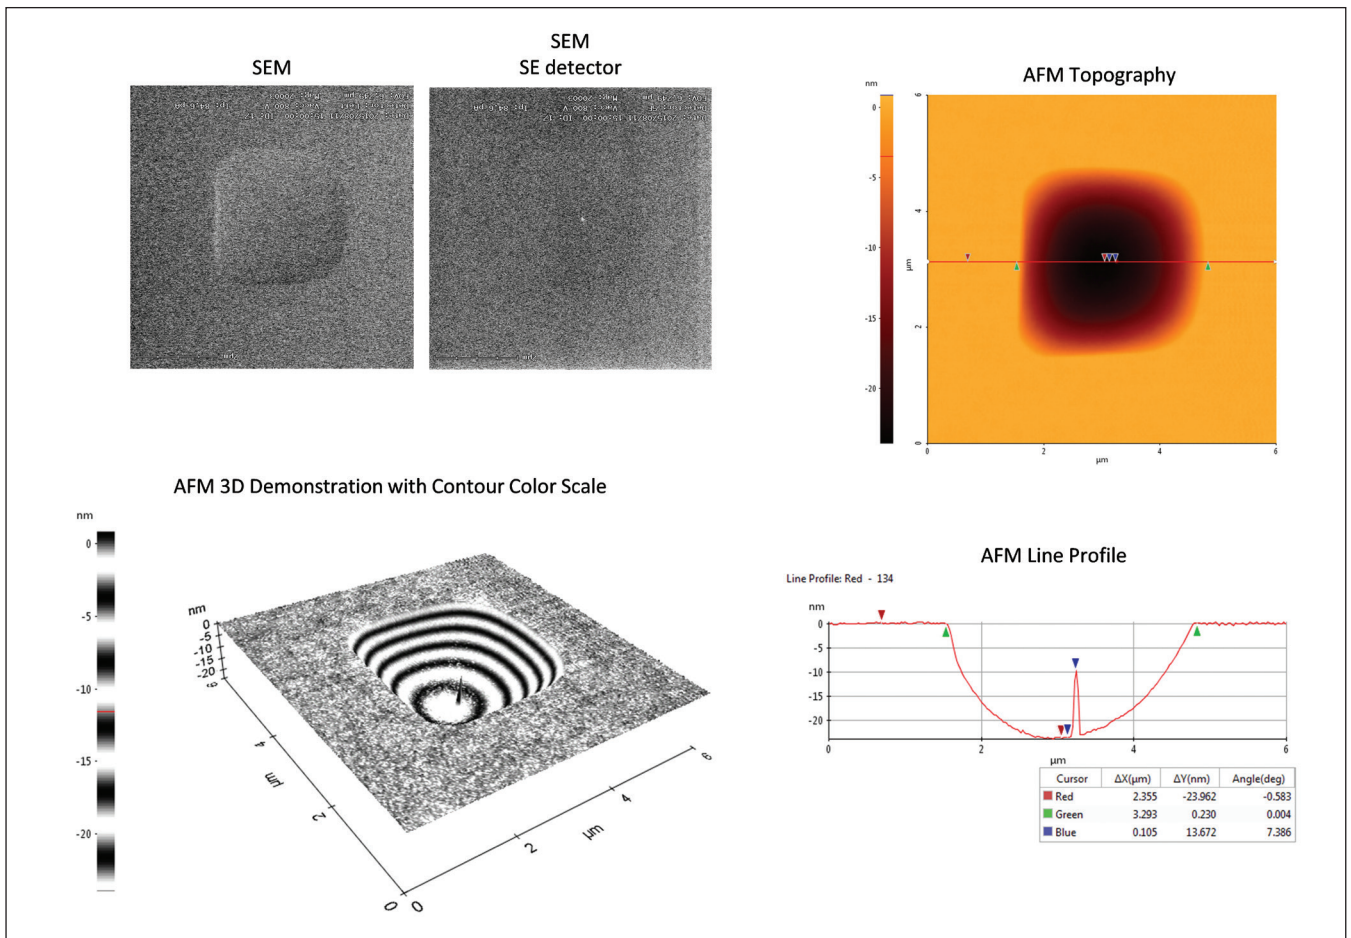 SEM
SEM
SE detector
AFM Topography
nm
0
-5
-10
-15
-20
6
4
2
0
µm
0
2
4
6
µm
AFM 3D Demonstration with Contour Color Scale
nm
0
-5
-10
-15
-20
nm
0
-5
-10
-15
-20
6
4
2
0
µm
0
2
4
6
µm
AFM Line Profile
Line Profile: Red - 134
nm
0
-5
-10
-15
-20
0
2
4
6
µm
Cursor ΔX(µm) ΔY(nm) Angle(deg)
Red 2.355 -23.962 -0.583
Green 3.293 0.230 0.004
Blue 0.105 13.672 7.386